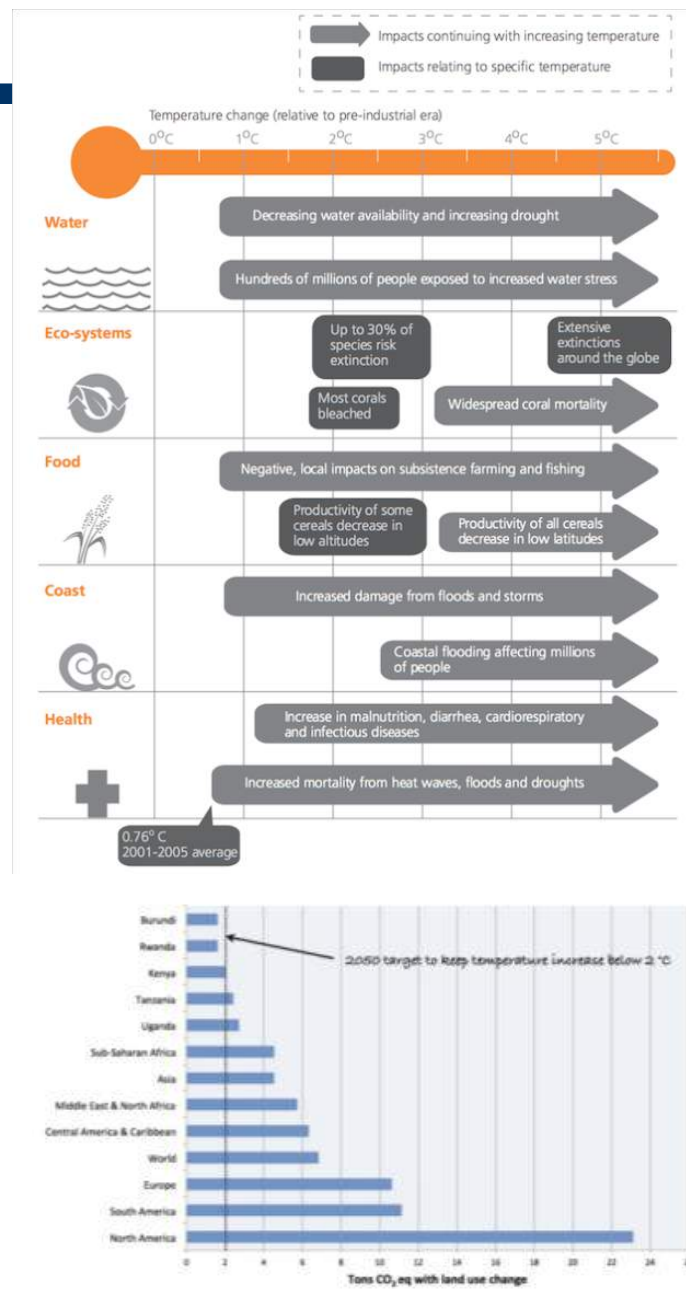 Impacts continuing with increasing temperature
Impacts relating to specific temperature
Temperature change (relative to pre-industrial era)
0°C 1°C 2°C 3°C 4°C 5°C
Water
Decreasing water availability and increasing drought
Hundreds of millions of people exposed to increased water stress
Eco-systems
Up to 30% of
species risk
extinction
Extensive
extinctions
around the globe
Most corals
bleached
Widespread coral mortality
Food
Negative, local impacts on subsistence farming and fishing
Productivity of some
cereals decrease in
low altitudes
Productivity of all cereals
decrease in low latitudes
Coast
Increased damage from floods and storms
Coastal flooding affecting millions
of people
Health
Increase in malnutrition, diarrhea, cardiorespiratory
and infectious diseases
Increased mortality from heat waves, floods and droughts
0.76° C
2001-2005 average
Burundi
2050 target to keep temperature increase below 2 °C
Rwanda
Kenya
Tanzania
Uganda
Sub-Saharan Africa
Asia
Middle East & North Africa
Central America & Caribbean
World
Europe
South America
North America
0 2 4 6 8 10 12 14 16 18 20 22 24
Tons CO₂ eq with land use change